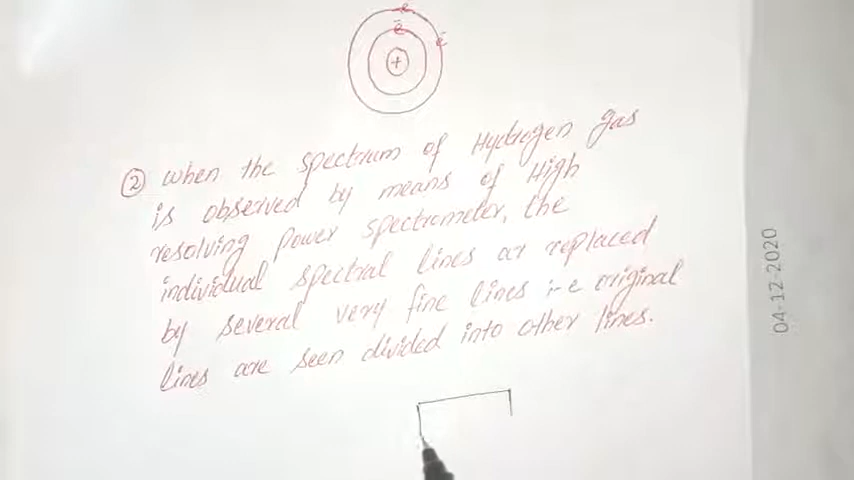 e
e̅
e̅
+
② when the spectrum of Hydrogen gas
is observed by means of High
resolving power spectrometer, the
individual spectral lines ar replaced
by several very fine lines i-e original
lines are seen divided into other lines.
04-12-2020